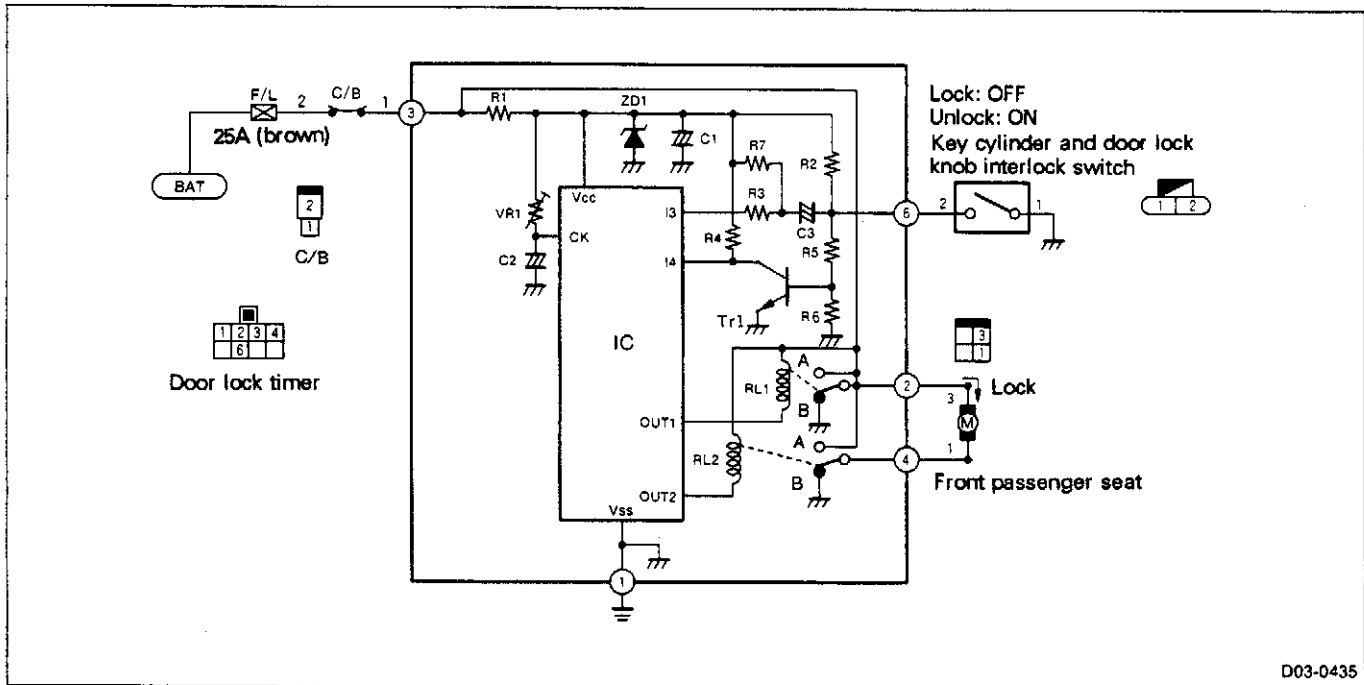 F/L
2
C/B
1
3
25A (brown)
BAT
2
1
C/B
1 2 3 4
6
Door lock timer
R1
ZD1
C1
R7
R2
VR1
Vcc
CK
C2
I3
R3
C3
R4
R5
I4
Tr1
R6
IC
A
RL1
B
OUT1
A
RL2
B
OUT2
Vss
1
6
2
4
Lock: OFF
Unlock: ON
Key cylinder and door lock
knob interlock switch
2
1
1 2
3
1
Lock
3
M
1
Front passenger seat
D03-0435